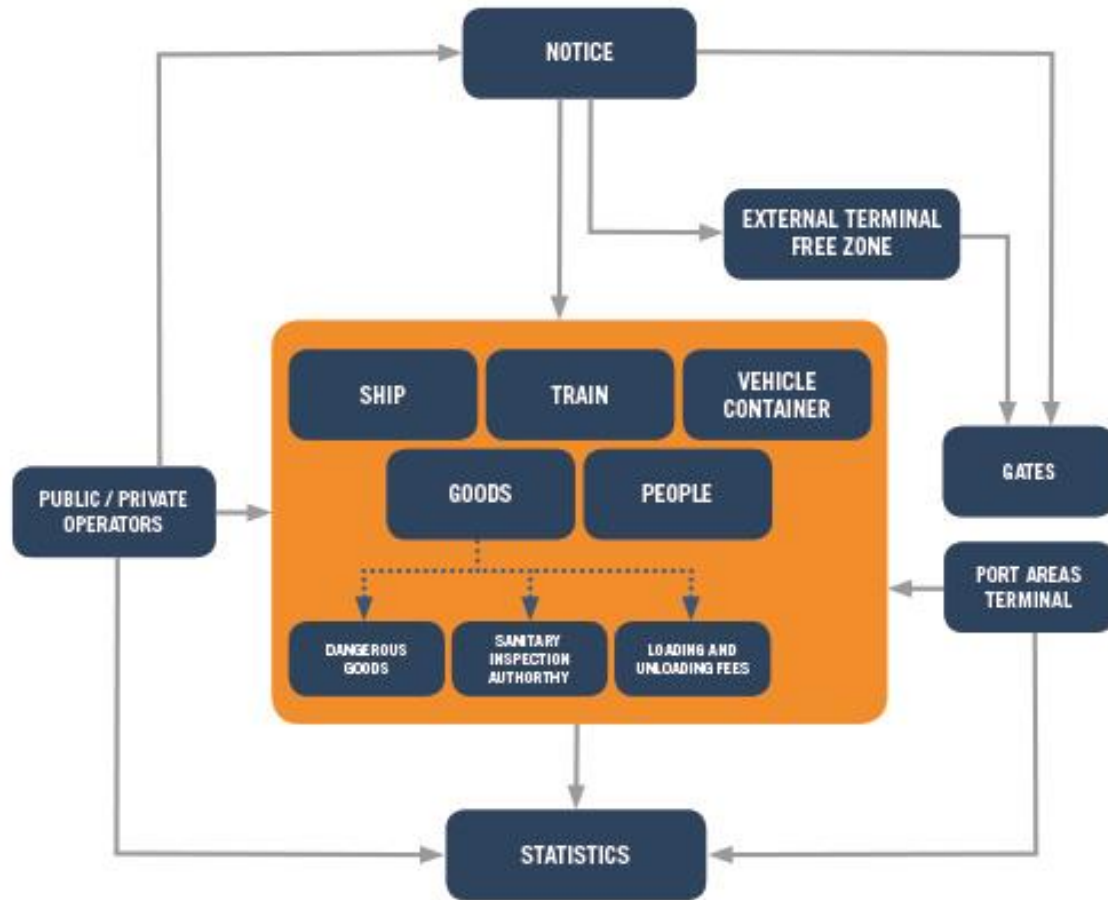 NOTICE
EXTERNAL TERMINAL
FREE ZONE
SHIP
TRAIN
VEHICLE
CONTAINER
GOODS
PEOPLE
GATES
PUBLIC / PRIVATE
OPERATORS
PORT AREAS
TERMINAL
DANGEROUS
GOODS
SANITARY
INSPECTION
AUTHORTHY
LOADING AND
UNLOADING FEES
STATISTICS